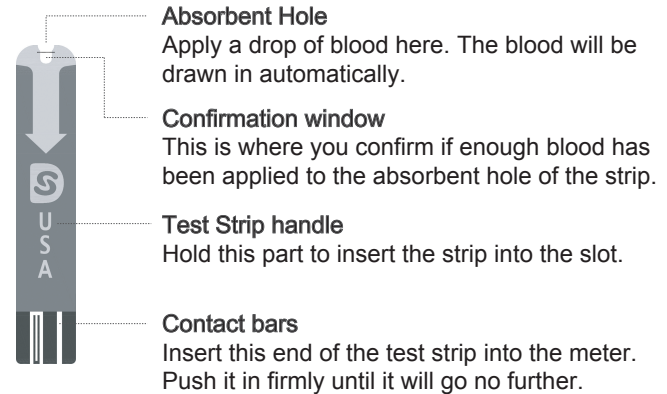 Absorbent Hole
Apply a drop of blood here. The blood will be
drawn in automatically.
Confirmation window
This is where you confirm if enough blood has
been applied to the absorbent hole of the strip.
USA
Test Strip handle
Hold this part to insert the strip into the slot.
Contact bars
Insert this end of the test strip into the meter.
Push it in firmly until it will go no further.